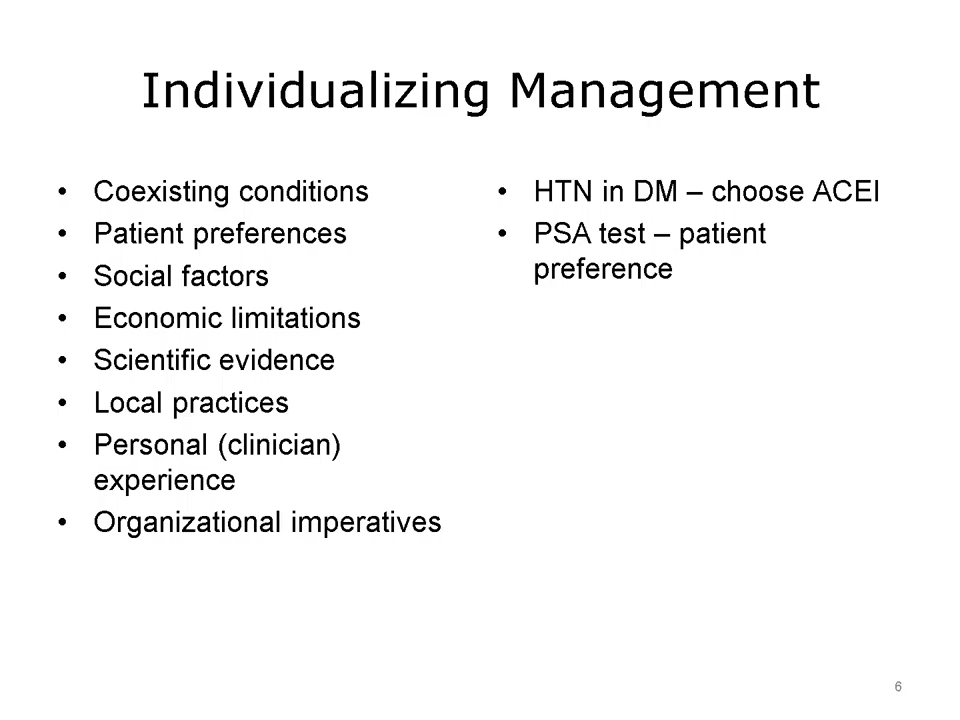 Individualizing Management
• Coexisting conditions
• Patient preferences
• Social factors
• Economic limitations
• Scientific evidence
• Local practices
• Personal (clinician)
experience
• Organizational imperatives
• HTN in DM – choose ACEI
• PSA test – patient
preference
6